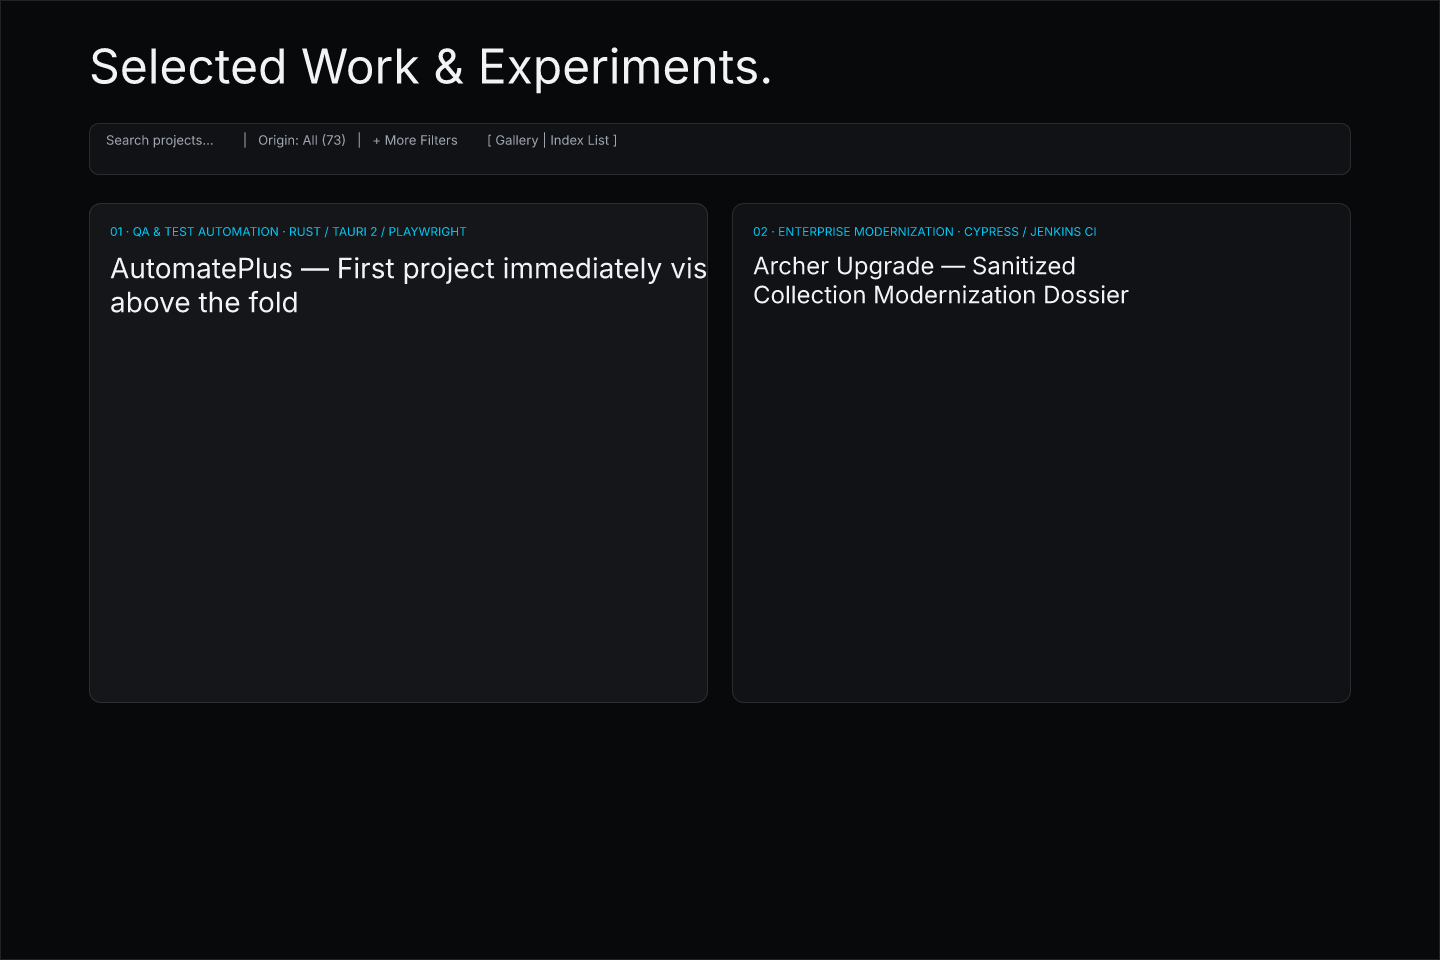 Selected Work & Experiments.
Search projects... | Origin: All (73) | + More Filters [ Gallery | Index List ]
01 · QA & TEST AUTOMATION · RUST / TAURI 2 / PLAYWRIGHT
AutomatePlus — First project immediately vis
above the fold
02 · ENTERPRISE MODERNIZATION · CYPRESS / JENKINS CI
Archer Upgrade — Sanitized
Collection Modernization Dossier